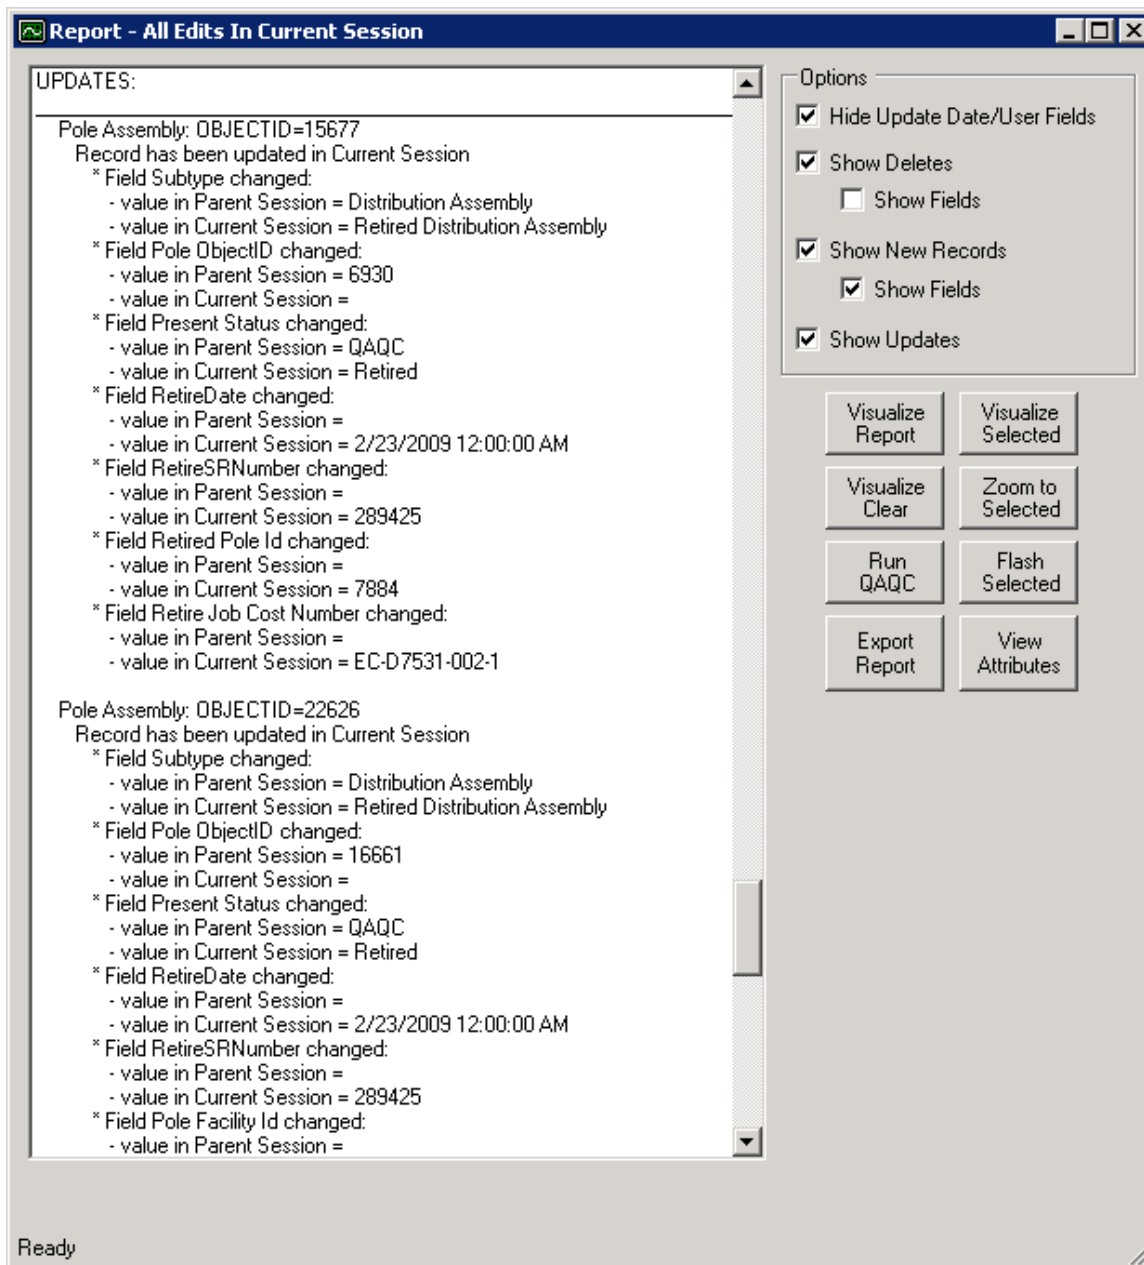 Report - All Edits In Current Session
UPDATES:
Pole Assembly: OBJECTID=15677
Record has been updated in Current Session
* Field Subtype changed:
- value in Parent Session = Distribution Assembly
- value in Current Session = Retired Distribution Assembly
* Field Pole ObjectID changed:
- value in Parent Session = 6930
- value in Current Session =
* Field Present Status changed:
- value in Parent Session = QAQC
- value in Current Session = Retired
* Field RetireDate changed:
- value in Parent Session =
- value in Current Session = 2/23/2009 12:00:00 AM
* Field RetireSRNumber changed:
- value in Parent Session =
- value in Current Session = 289425
* Field Retired Pole Id changed:
- value in Parent Session =
- value in Current Session = 7884
* Field Retire Job Cost Number changed:
- value in Parent Session =
- value in Current Session = EC-D7531-002-1
Pole Assembly: OBJECTID=22626
Record has been updated in Current Session
* Field Subtype changed:
- value in Parent Session = Distribution Assembly
- value in Current Session = Retired Distribution Assembly
* Field Pole ObjectID changed:
- value in Parent Session = 16661
- value in Current Session =
* Field Present Status changed:
- value in Parent Session = QAQC
- value in Current Session = Retired
* Field RetireDate changed:
- value in Parent Session =
- value in Current Session = 2/23/2009 12:00:00 AM
* Field RetireSRNumber changed:
- value in Parent Session =
- value in Current Session = 289425
* Field Pole Facility Id changed:
- value in Parent Session =
Options
Hide Update Date/User Fields
Show Deletes
Show Fields
Show New Records
Show Fields
Show Updates
Visualize
Report
Visualize
Selected
Visualize
Clear
Zoom to
Selected
Run
QAQC
Flash
Selected
Export
Report
View
Attributes
Ready